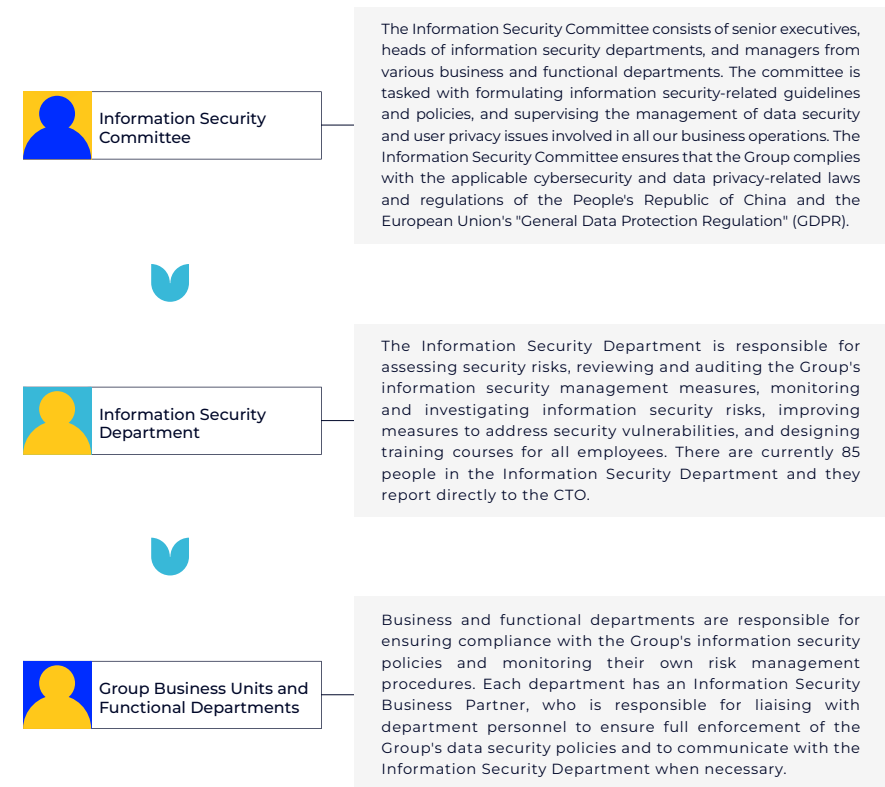 The Information Security Committee consists of senior executives,
heads of information security departments, and managers from
various business and functional departments. The committee is
tasked with formulating information security-related guidelines
and policies, and supervising the management of data security
and user privacy issues involved in all our business operations. The
Information Security Committee ensures that the Group complies
with the applicable cybersecurity and data privacy-related laws
and regulations of the People's Republic of China and the
European Union's "General Data Protection Regulation" (GDPR).
Information Security
Committee
The Information Security Department is responsible for
assessing security risks, reviewing and auditing the Group's
information security management measures, monitoring
and investigating information security risks, improving
measures to address security vulnerabilities, and designing
training courses for all employees. There are currently 85
people in the Information Security Department and they
report directly to the CTO.
Information Security
Department
Business and functional departments are responsible for
ensuring compliance with the Group's information security
policies and monitoring their own risk management
procedures. Each department has an Information Security
Business Partner, who is responsible for liaising with
department personnel to ensure full enforcement of the
Group's data security policies and to communicate with the
Information Security Department when necessary.
Group Business Units and
Functional Departments